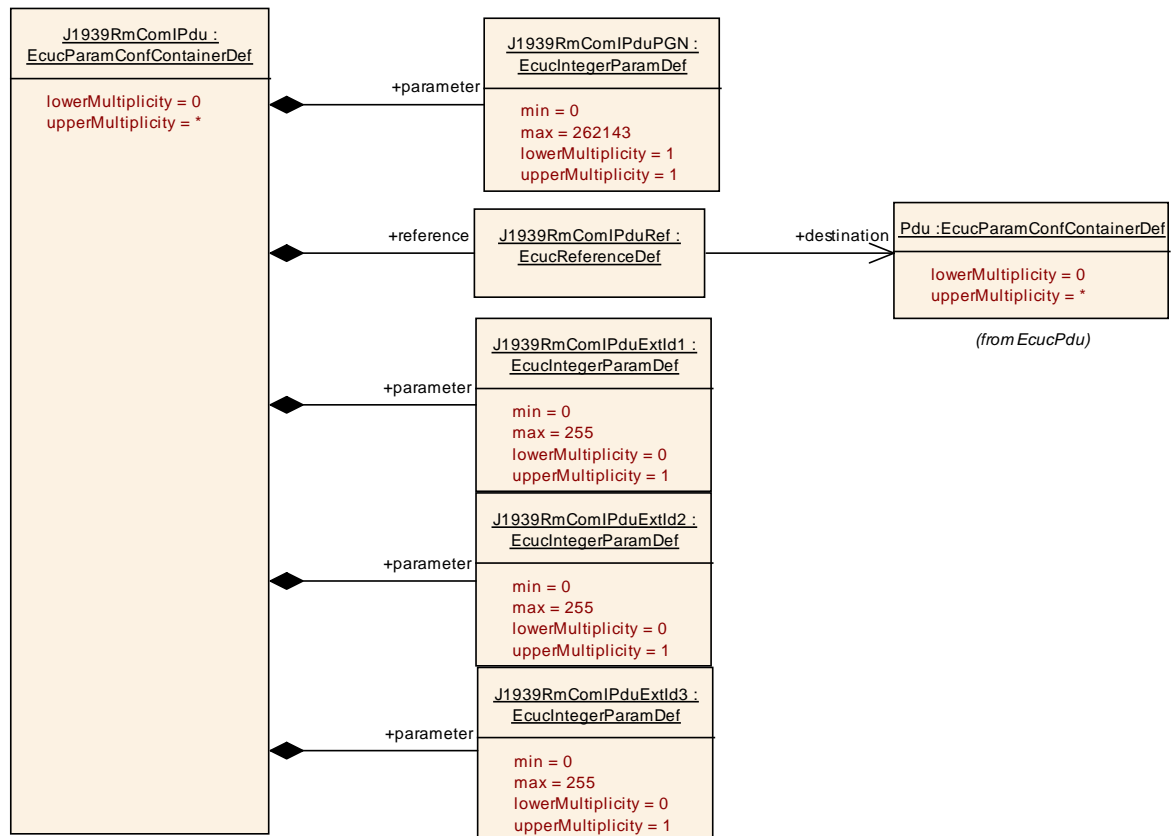 J1939RmComIPdu :
EcucParamConfContainerDef
lowerMultiplicity = 0
upperMultiplicity = *
+parameter
J1939RmComIPduPGN :
EcucIntegerParamDef
min = 0
max = 262143
lowerMultiplicity = 1
upperMultiplicity = 1
+reference
J1939RmComIPduRef :
EcucReferenceDef
+destination
Pdu :EcucParamConfContainerDef
lowerMultiplicity = 0
upperMultiplicity = *
(from EcucPdu)
+parameter
J1939RmComIPduExtId1 :
EcucIntegerParamDef
min = 0
max = 255
lowerMultiplicity = 0
upperMultiplicity = 1
+parameter
J1939RmComIPduExtId2 :
EcucIntegerParamDef
min = 0
max = 255
lowerMultiplicity = 0
upperMultiplicity = 1
+parameter
J1939RmComIPduExtId3 :
EcucIntegerParamDef
min = 0
max = 255
lowerMultiplicity = 0
upperMultiplicity = 1